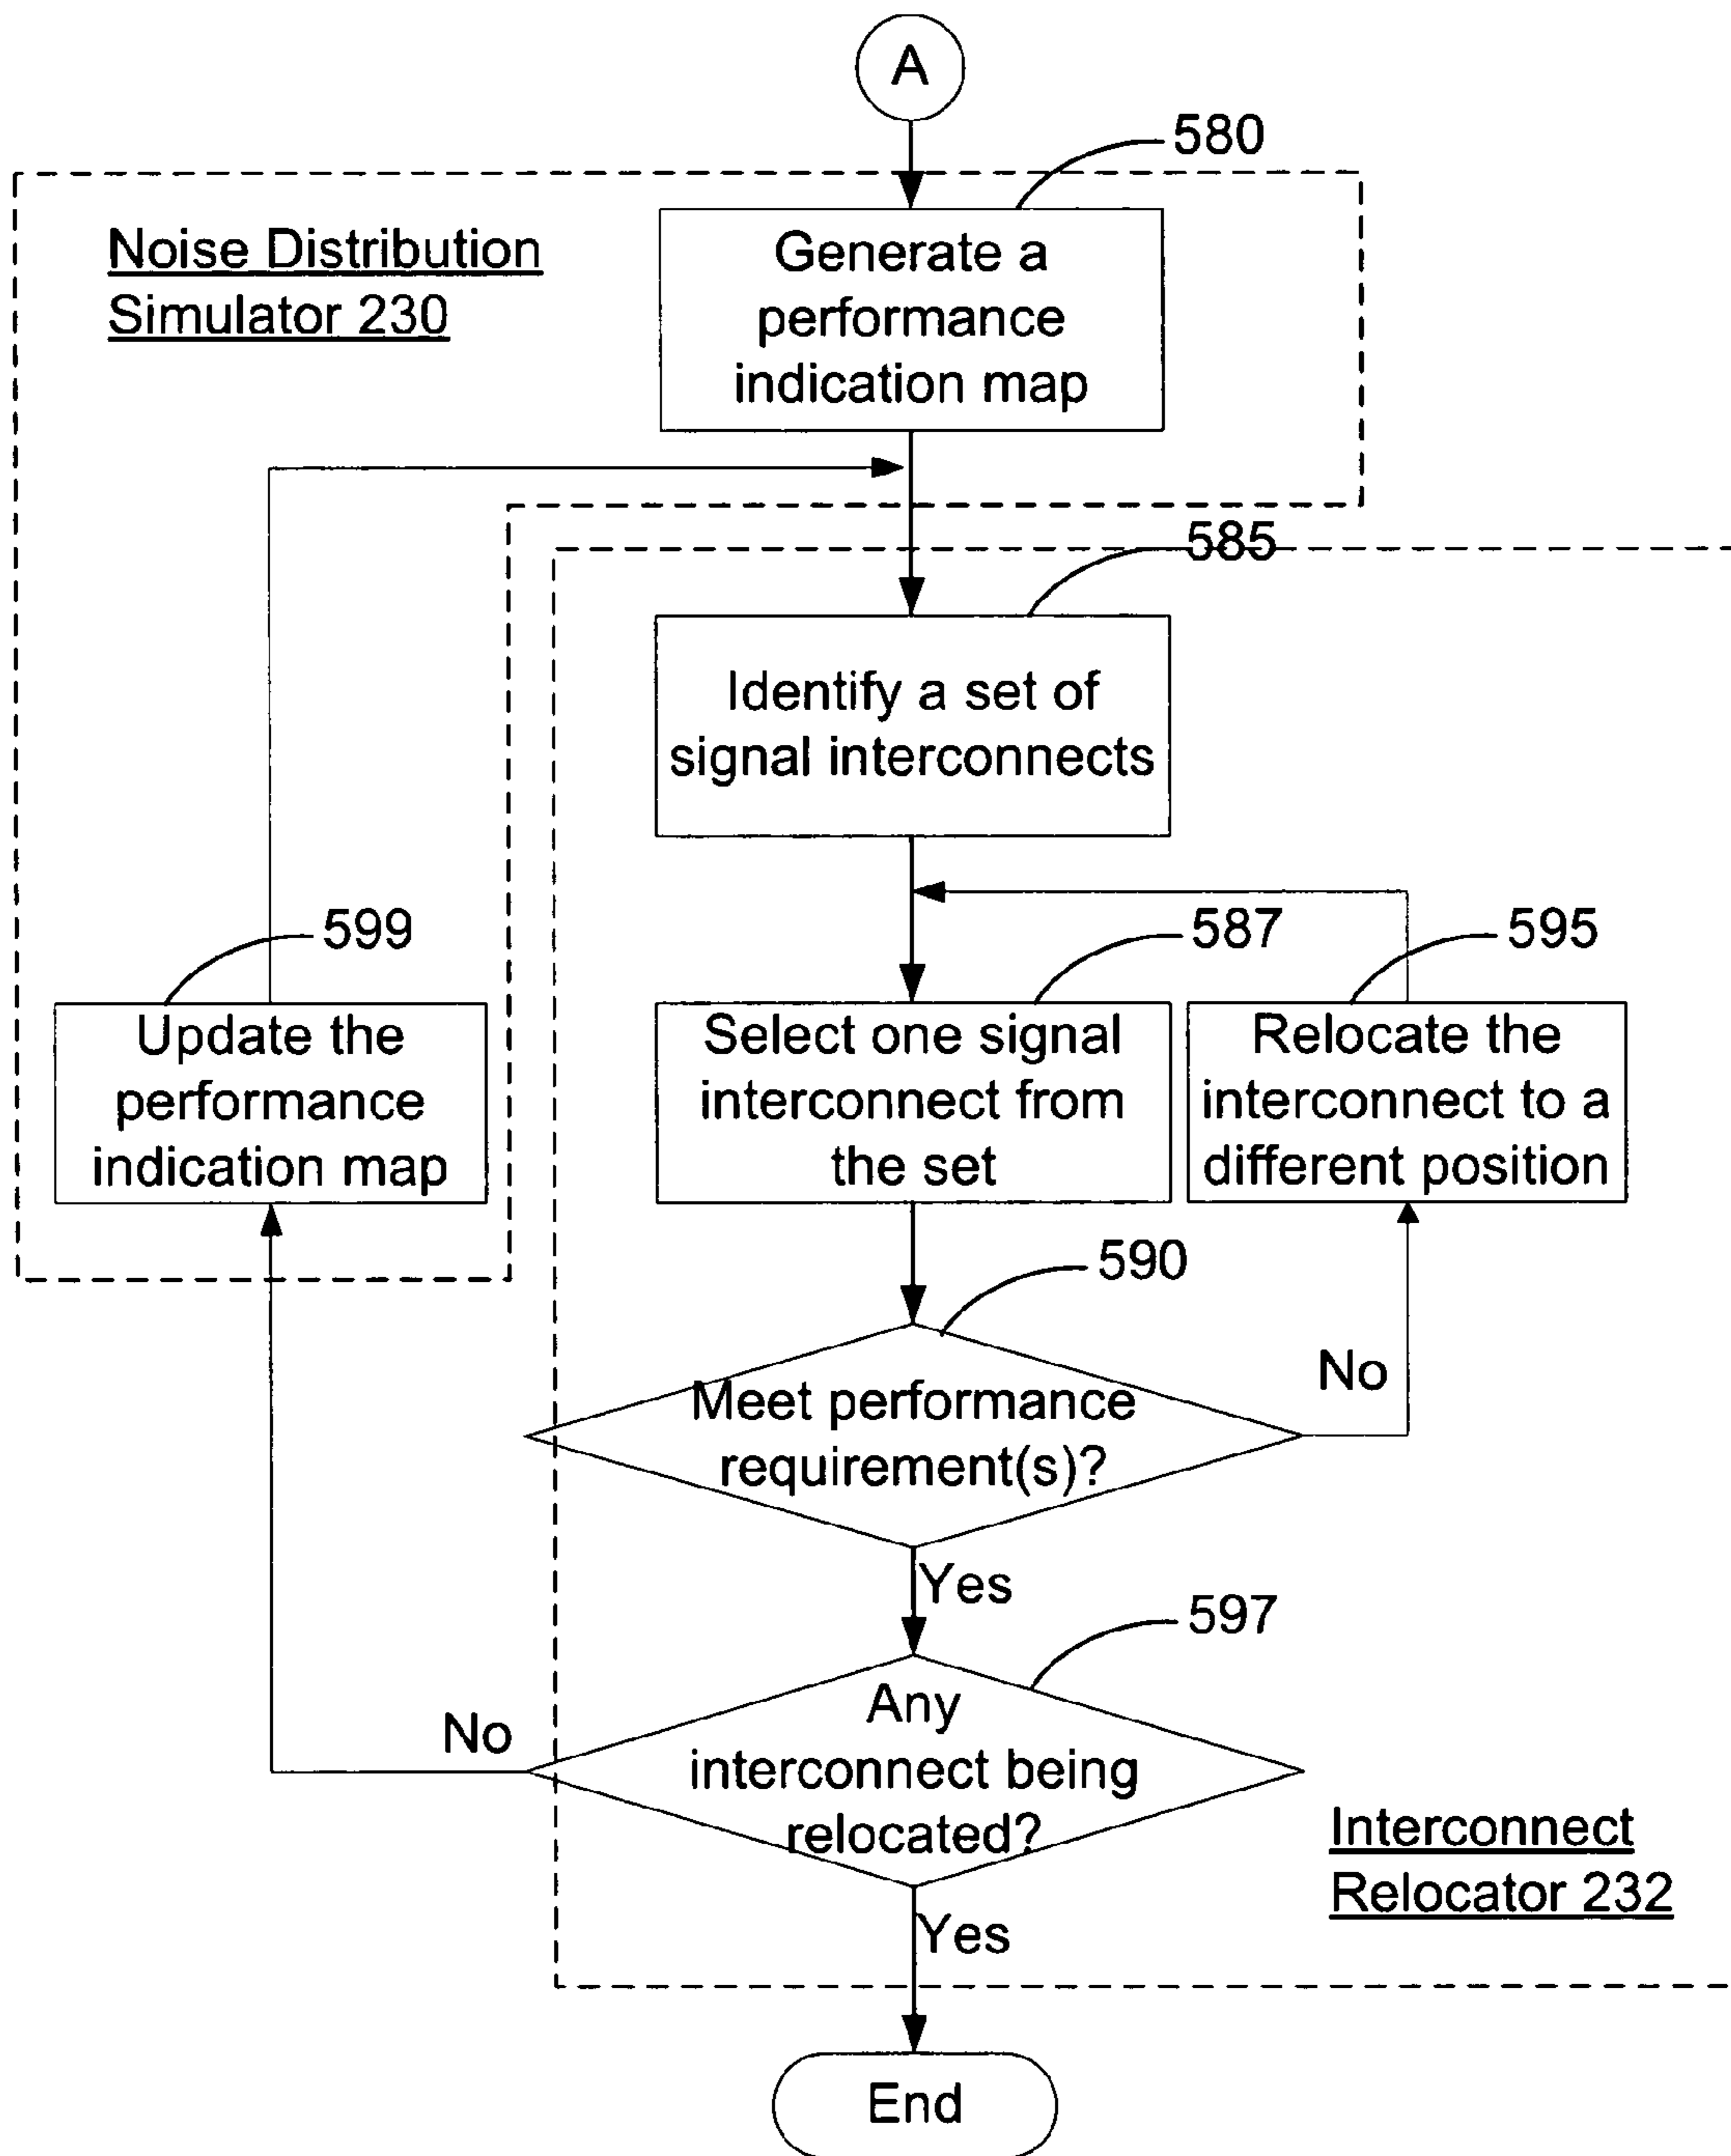 A
580
Noise Distribution
Simulator 230
Generate a
performance
indication map
585
Identify a set of
signal interconnects
599
587
595
Update the
performance
indication map
Select one signal
interconnect from
the set
Relocate the
interconnect to a
different position
590
Meet performance
requirement(s)?
No
Yes
597
Any
interconnect being
relocated?
No
Interconnect
Relocator 232
Yes
End